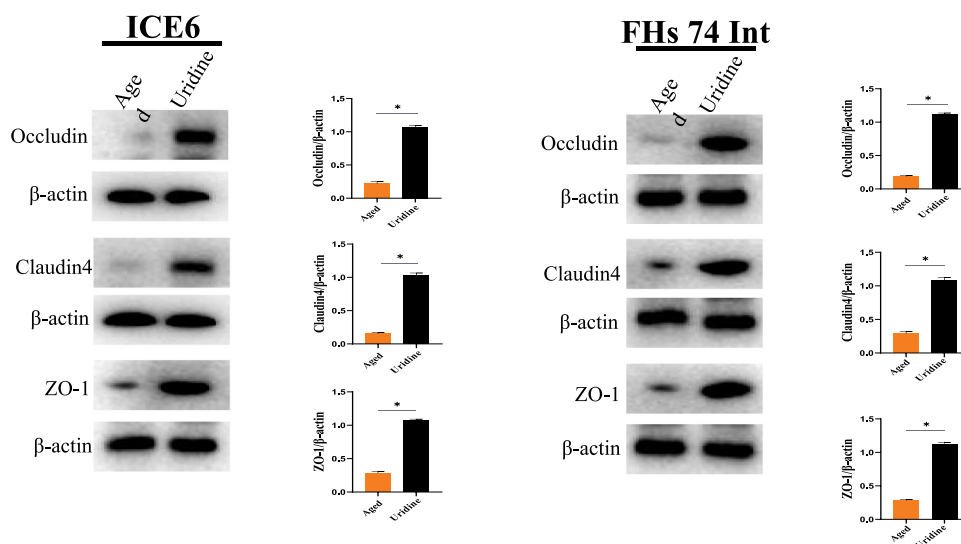 ICE6
Aged
Uridine
Occludin
β-actin
Claudin4
β-actin
ZO-1
β-actin
Occludin/β-actin
1.5
1.0
0.5
0.0
*
Aged
Uridine
Claudin4/β-actin
1.5
1.0
0.5
0.0
*
Aged
Uridine
ZO-1/β-actin
1.5
1.0
0.5
0.0
*
Aged
Uridine
FHs 74 Int
Aged
Uridine
Occludin
β-actin
Claudin4
β-actin
ZO-1
β-actin
Occludin/β-actin
1.5
1.0
0.5
0.0
*
Aged
Uridine
Claudin4/β-actin
1.5
1.0
0.5
0.0
*
Aged
Uridine
ZO-1/β-actin
1.5
1.0
0.5
0.0
*
Aged
Uridine